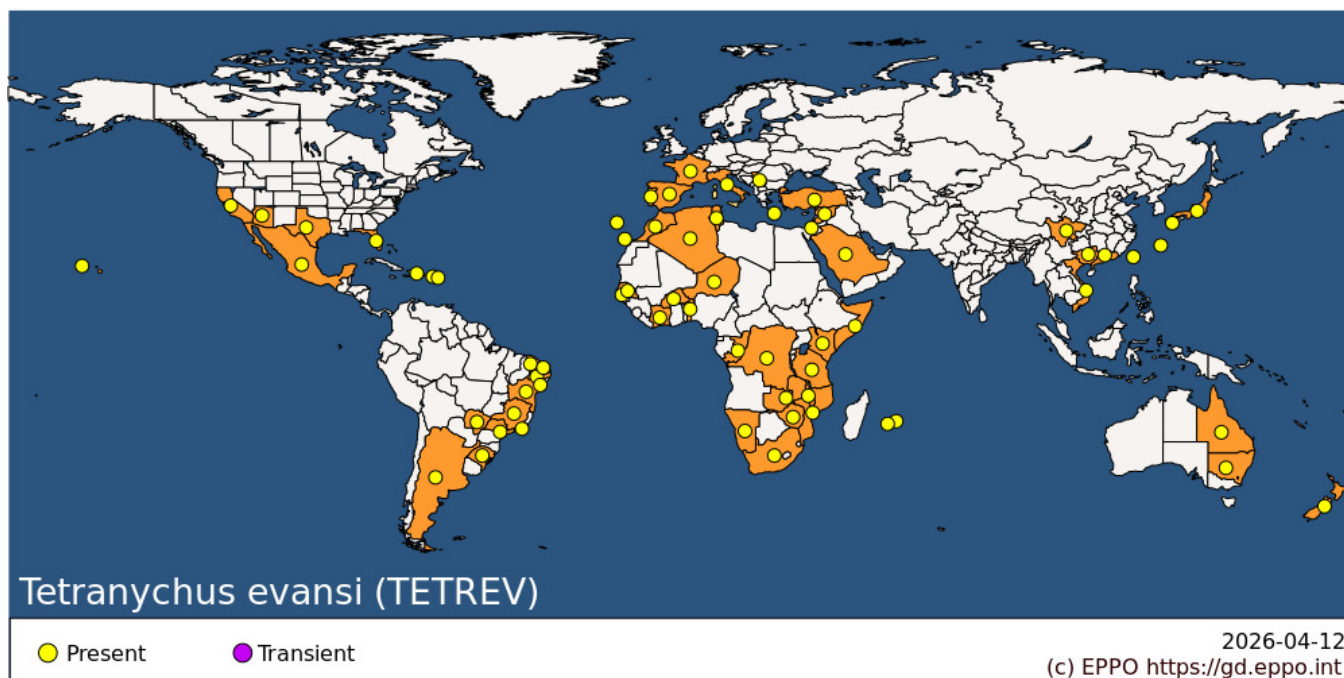 Tetranychus evansi (TETREV)
Present
Transient
2026-04-12
(c) EPPO https://gd.eppo.int